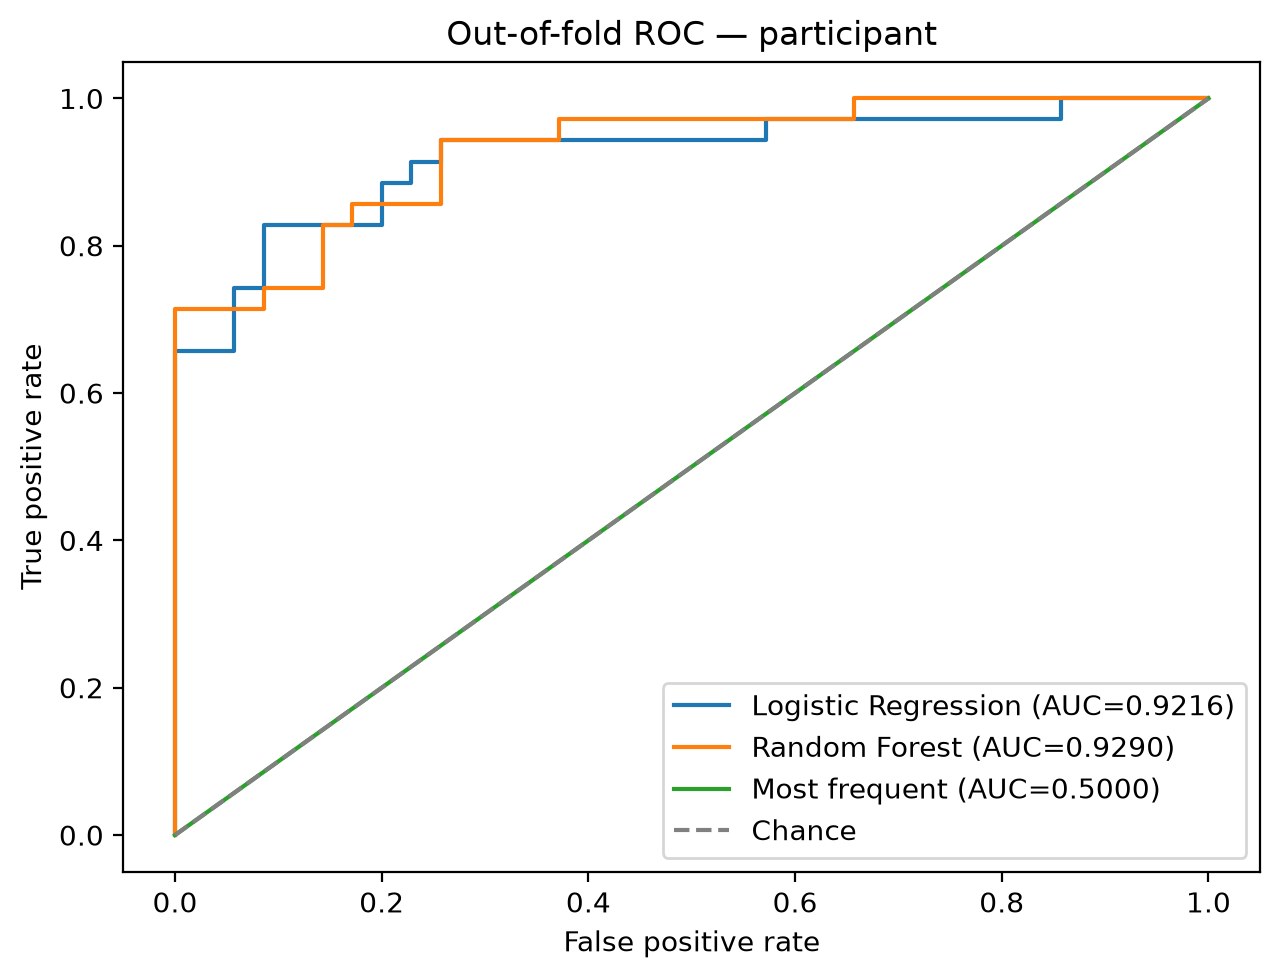 Out-of-fold ROC — participant
True positive rate
1.0
0.8
0.6
0.4
0.2
0.0
Logistic Regression (AUC=0.9216)
Random Forest (AUC=0.9290)
Most frequent (AUC=0.5000)
Chance
0.0 0.2 0.4 0.6 0.8 1.0
False positive rate